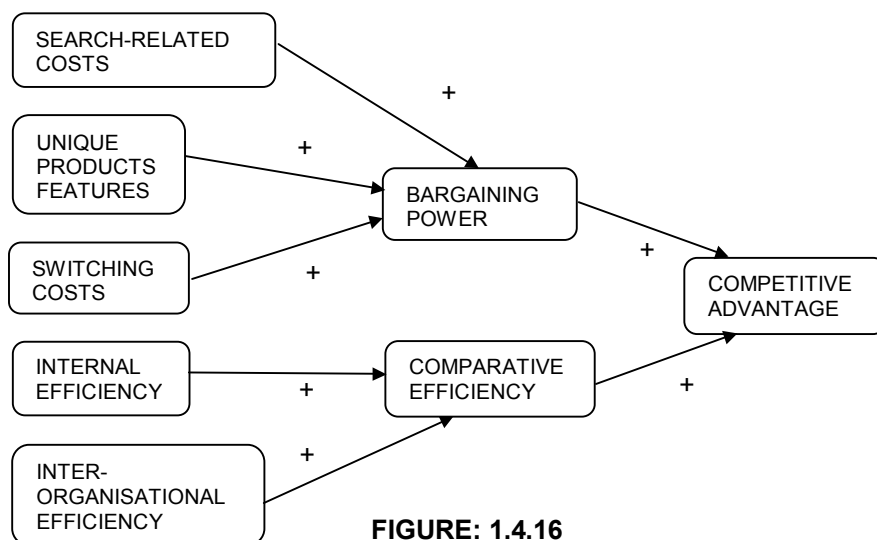 SEARCH-RELATED
COSTS
+
UNIQUE
PRODUCTS
FEATURES
+
BARGAINING
POWER
SWITCHING
COSTS
+
+
COMPETITIVE
ADVANTAGE
INTERNAL
EFFICIENCY
+
COMPARATIVE
EFFICIENCY
+
INTER-
ORGANISATIONAL
EFFICIENCY
+
FIGURE: 1.4.16